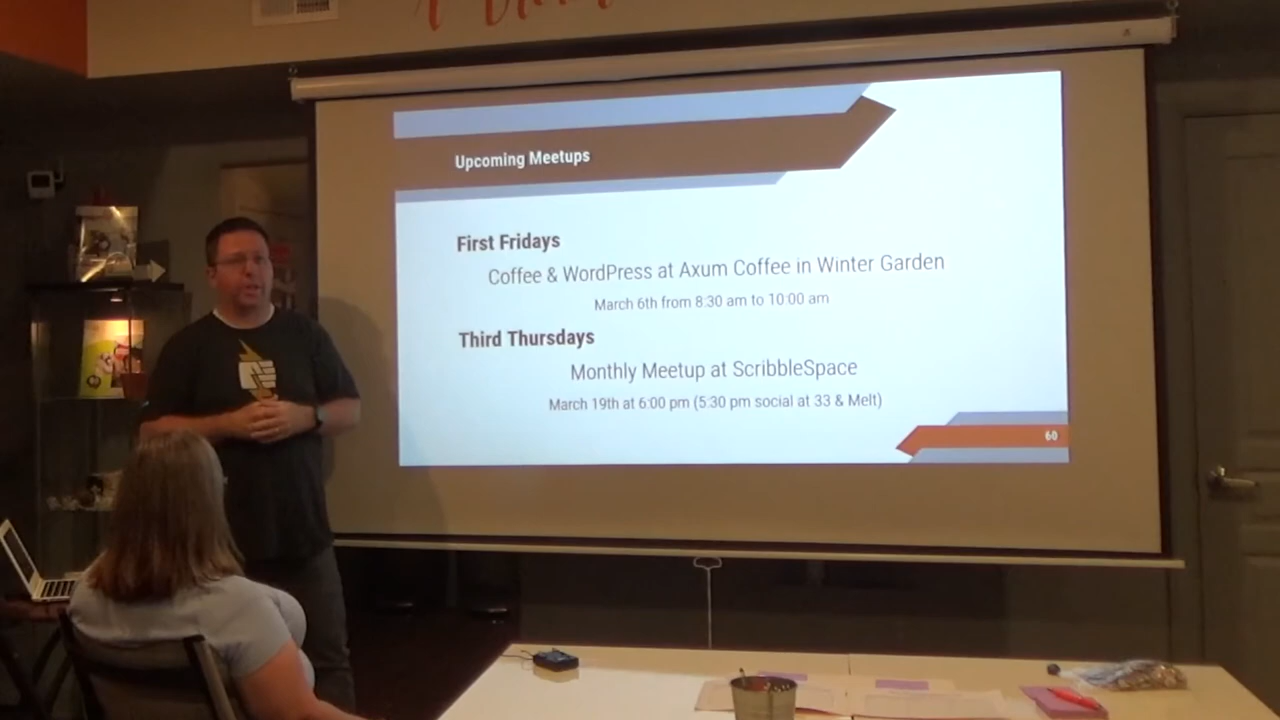 Upcoming Meetups
First Fridays
Coffee & WordPress at Axum Coffee in Winter Garden
March 6th from 8:30 am to 10:00 am
Third Thursdays
Monthly Meetup at ScribbleSpace
March 19th at 6:00 pm (5:30 pm social at 33 & Melt)
60